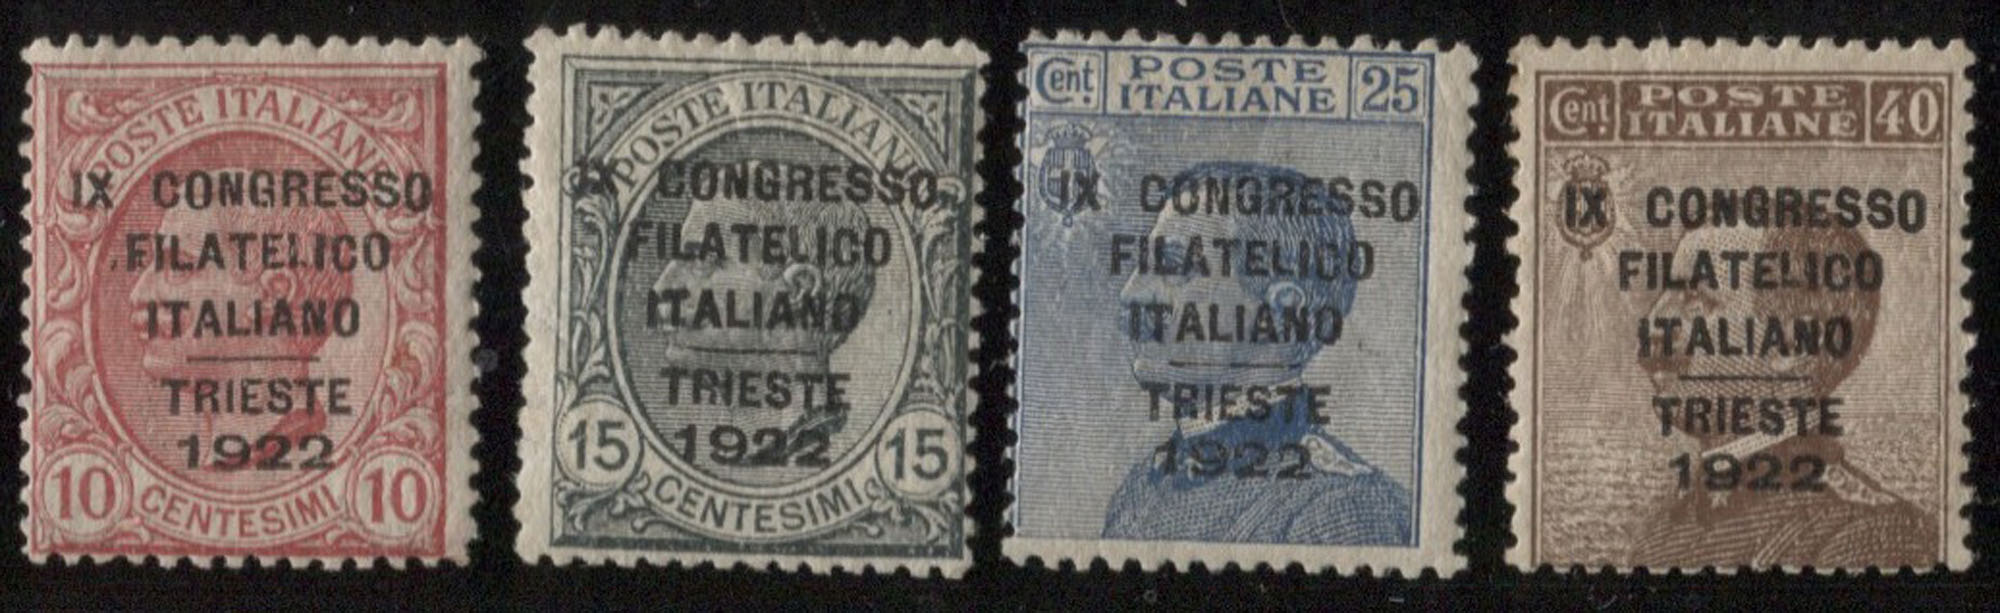 POSTE ITALIANE
IX CONGRESSO
FILATELICO
ITALIANO
TRIESTE
1922
10 CENTESIMI 10
POSTE ITALIANE
IX CONGRESSO
FILATELICO
ITALIANO
TRIESTE
1922
15 CENTESIMI 15
Cent. POSTE ITALIANE 25
IX CONGRESSO
FILATELICO
ITALIANO
TRIESTE
1922
Cent. POSTE ITALIANE 40
IX CONGRESSO
FILATELICO
ITALIANO
TRIESTE
1922